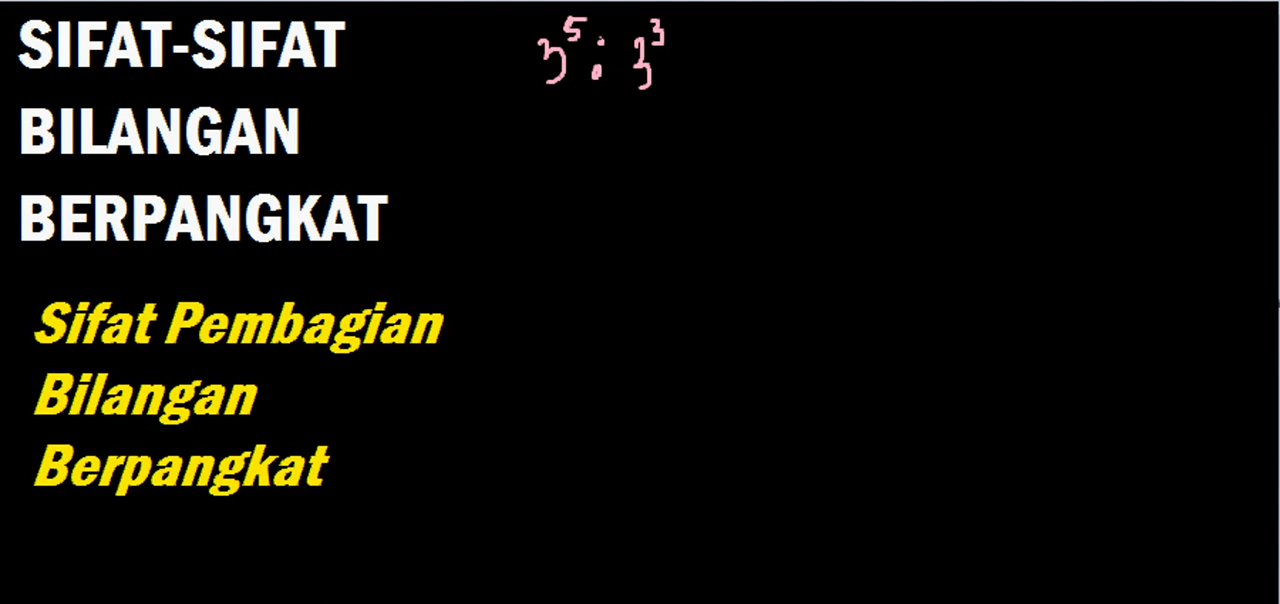 SIFAT-SIFAT
BILANGAN
BERPANGKAT
Sifat Pembagian
Bilangan
Berpangkat
3⁵ : 3³